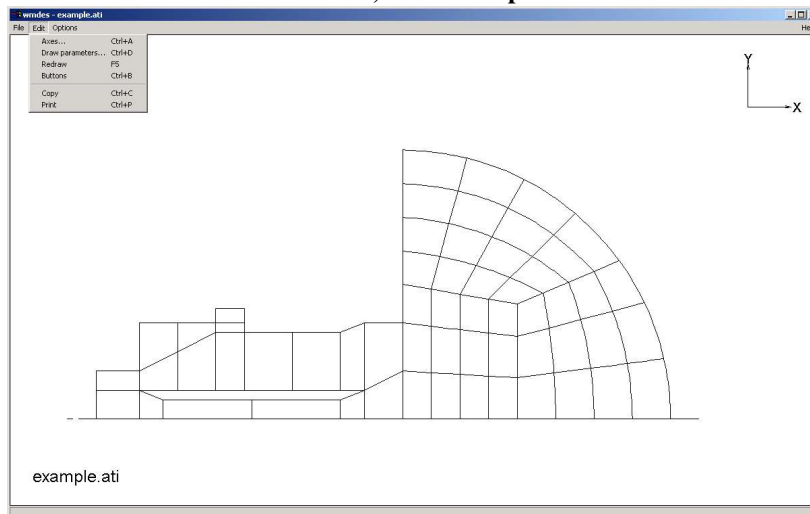 wmdes - example.ati
File Edit Options
Axes... Ctrl+A
Draw parameters... Ctrl+D
Redraw F5
Buttons Ctrl+B
Copy Ctrl+C
Print Ctrl+P
Y
X
example.ati